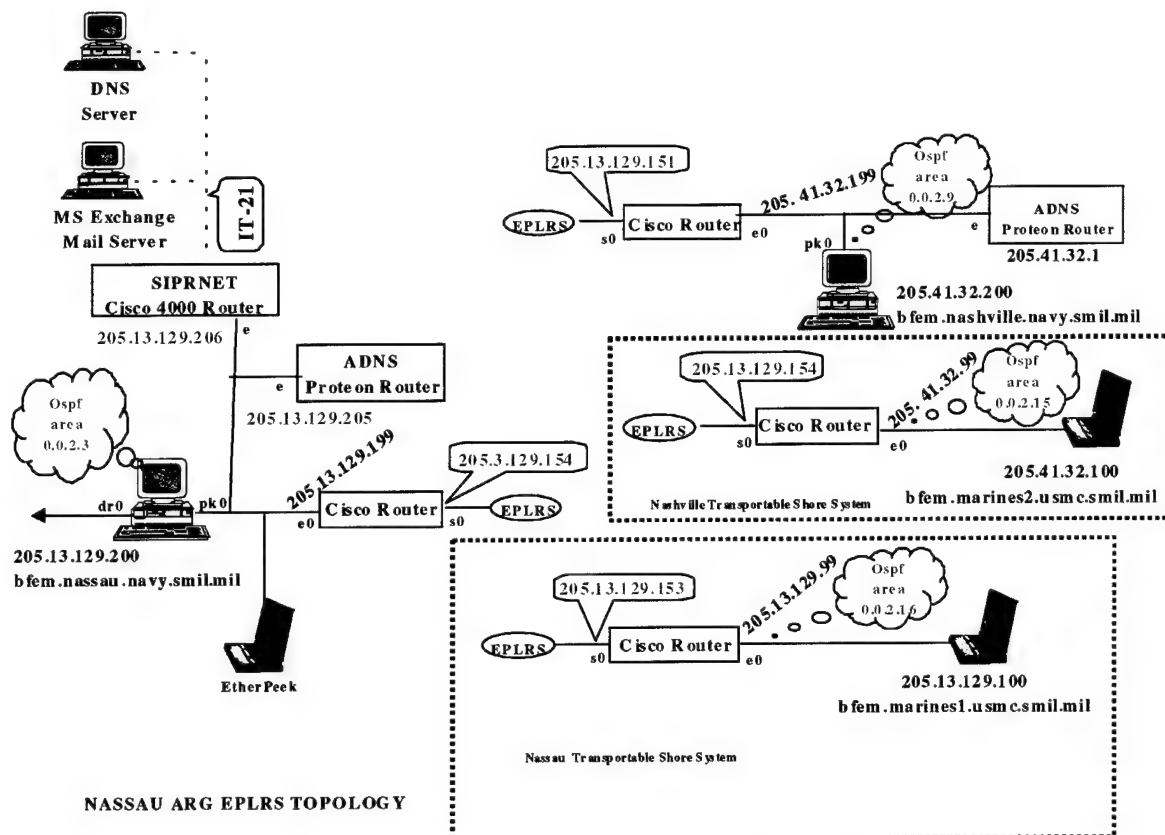 DNS
Server
MS Exchange
Mail Server
IT-21
SIPRNET
Cisco 4000 Router
205.13.129.206
e
ADNS
Proteon Router
e
205.13.129.205
Ospf
area
0.0.2.3
205.13.129.199
205.3.129.154
dr0
pk0
e0
Cisco Router
s0
EPLRS
205.13.129.200
bfem.nassau.navy.smil.mil
EtherPeek
NASSAU ARG EPLRS TOPOLOGY
205.13.129.151
205. 41.32.199
Ospf
area
0.0.2.9
EPLRS
s0
Cisco Router
e0
pk0
e
ADNS
Proteon Router
205.41.32.1
205.41.32.200
bfem.nashville.navy.smil.mil
205.13.129.154
205. 41.32.99
Ospf
area
0.0.2.15
EPLRS
s0
Cisco Router
e0
205.41.32.100
bfem.marines2.usmc.smil.mil
Nashville Transportable Shore System
205.13.129.153
205.13.129.99
Ospf
area
0.0.2.16
EPLRS
s0
Cisco Router
e0
205.13.129.100
bfem.marines1.usmc.smil.mil
Nassau Transportable Shore System